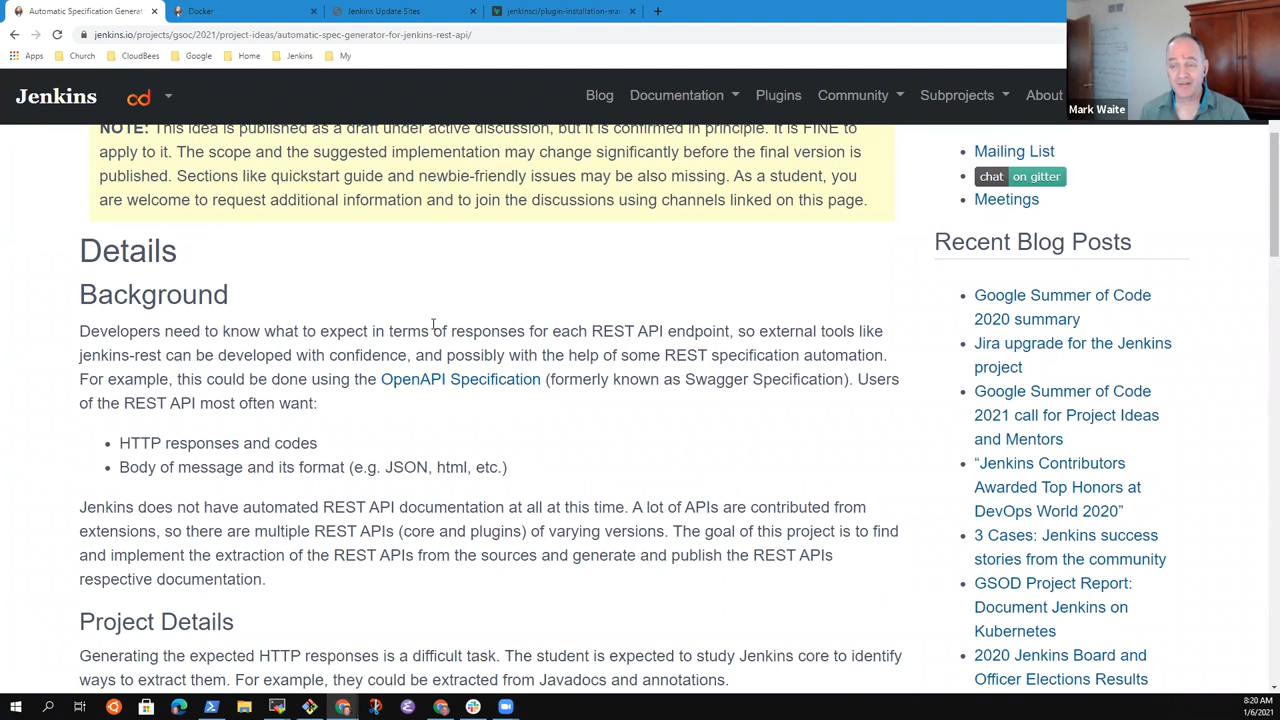 Automatic Specification Generat
Docker
Jenkins Update Sites
jenkinsci/plugin-installation-ma
jenkins.io/projects/gsoc/2021/project-ideas/automatic-spec-generator-for-jenkins-rest-api/
Apps
Church
CloudBees
Google
Home
Jenkins
My
Mark Waite
Jenkins
cd
Blog
Documentation
Plugins
Community
Subprojects
About
NOTE: This idea is published as a draft under active discussion, but it is confirmed in principle. It is FINE to
apply to it. The scope and the suggested implementation may change significantly before the final version is
published. Sections like quickstart guide and newbie-friendly issues may be also missing. As a student, you
are welcome to request additional information and to join the discussions using channels linked on this page.
Details
Background
Developers need to know what to expect in terms of responses for each REST API endpoint, so external tools like
jenkins-rest can be developed with confidence, and possibly with the help of some REST specification automation.
For example, this could be done using the OpenAPI Specification (formerly known as Swagger Specification). Users
of the REST API most often want:
• HTTP responses and codes
• Body of message and its format (e.g. JSON, html, etc.)
Jenkins does not have automated REST API documentation at all at this time. A lot of APIs are contributed from
extensions, so there are multiple REST APIs (core and plugins) of varying versions. The goal of this project is to find
and implement the extraction of the REST APIs from the sources and generate and publish the REST APIs
respective documentation.
Project Details
Generating the expected HTTP responses is a difficult task. The student is expected to study Jenkins core to identify
ways to extract them. For example, they could be extracted from Javadocs and annotations.
• Mailing List
• chat on gitter
• Meetings
Recent Blog Posts
• Google Summer of Code
2020 summary
• Jira upgrade for the Jenkins
project
• Google Summer of Code
2021 call for Project Ideas
and Mentors
• “Jenkins Contributors
Awarded Top Honors at
DevOps World 2020”
• 3 Cases: Jenkins success
stories from the community
• GSOD Project Report:
Document Jenkins on
Kubernetes
• 2020 Jenkins Board and
Officer Elections Results
8:20 AM
1/6/2021